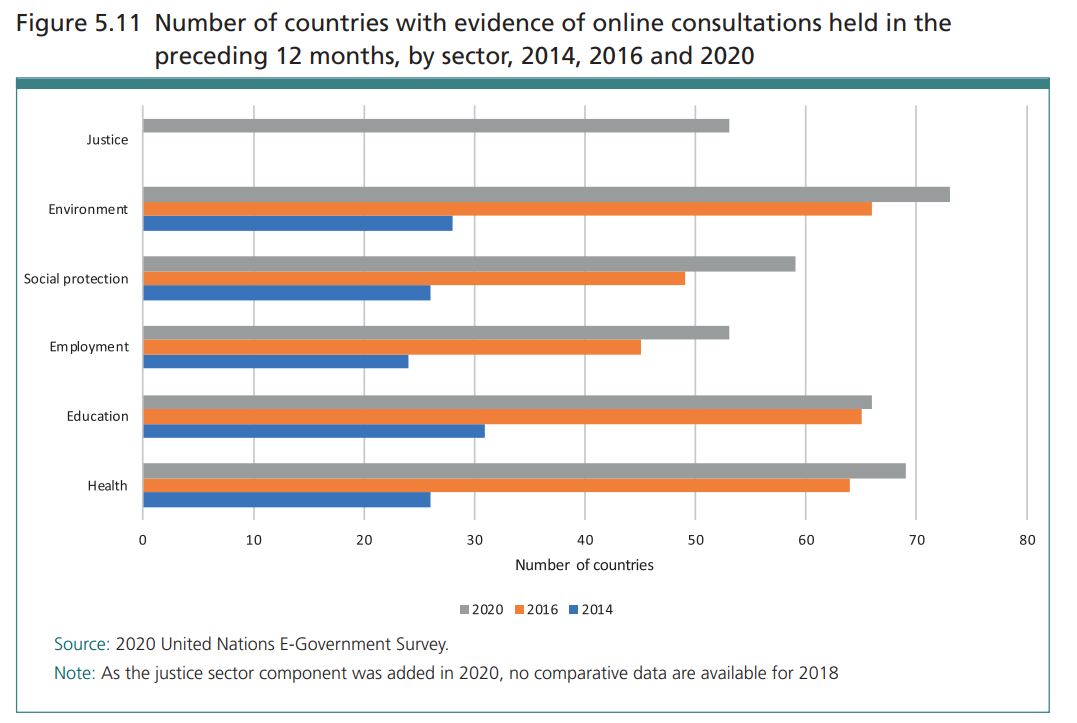 Figure 5.11 Number of countries with evidence of online consultations held in the
preceding 12 months, by sector, 2014, 2016 and 2020
Justice
Environment
Social protection
Employment
Education
Health
0 10 20 30 40 50 60 70 80
Number of countries
2020 2016 2014
Source: 2020 United Nations E-Government Survey.
Note: As the justice sector component was added in 2020, no comparative data are available for 2018